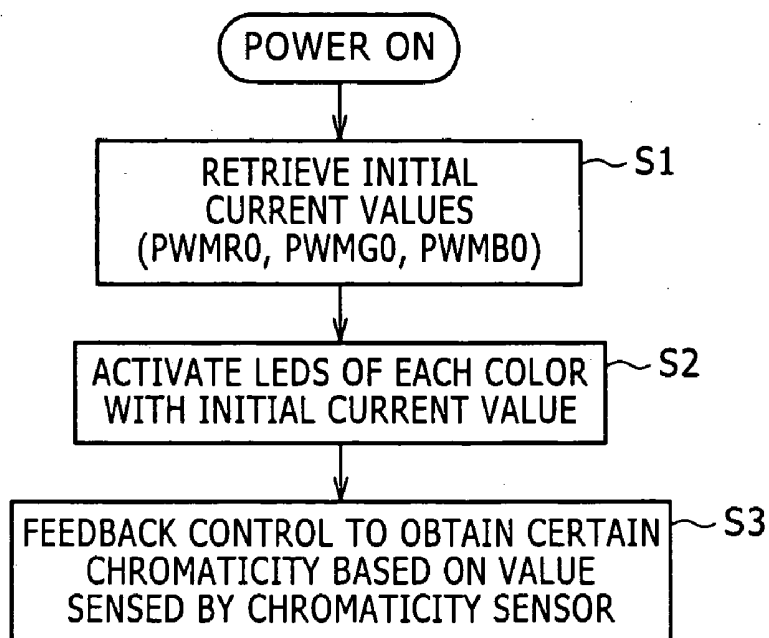 POWER ON
RETRIEVE INITIAL
CURRENT VALUES
(PWMR0, PWMG0, PWMB0)
S1
ACTIVATE LEDS OF EACH COLOR
WITH INITIAL CURRENT VALUE
S2
FEEDBACK CONTROL TO OBTAIN CERTAIN
CHROMATICITY BASED ON VALUE
SENSED BY CHROMATICITY SENSOR
S3